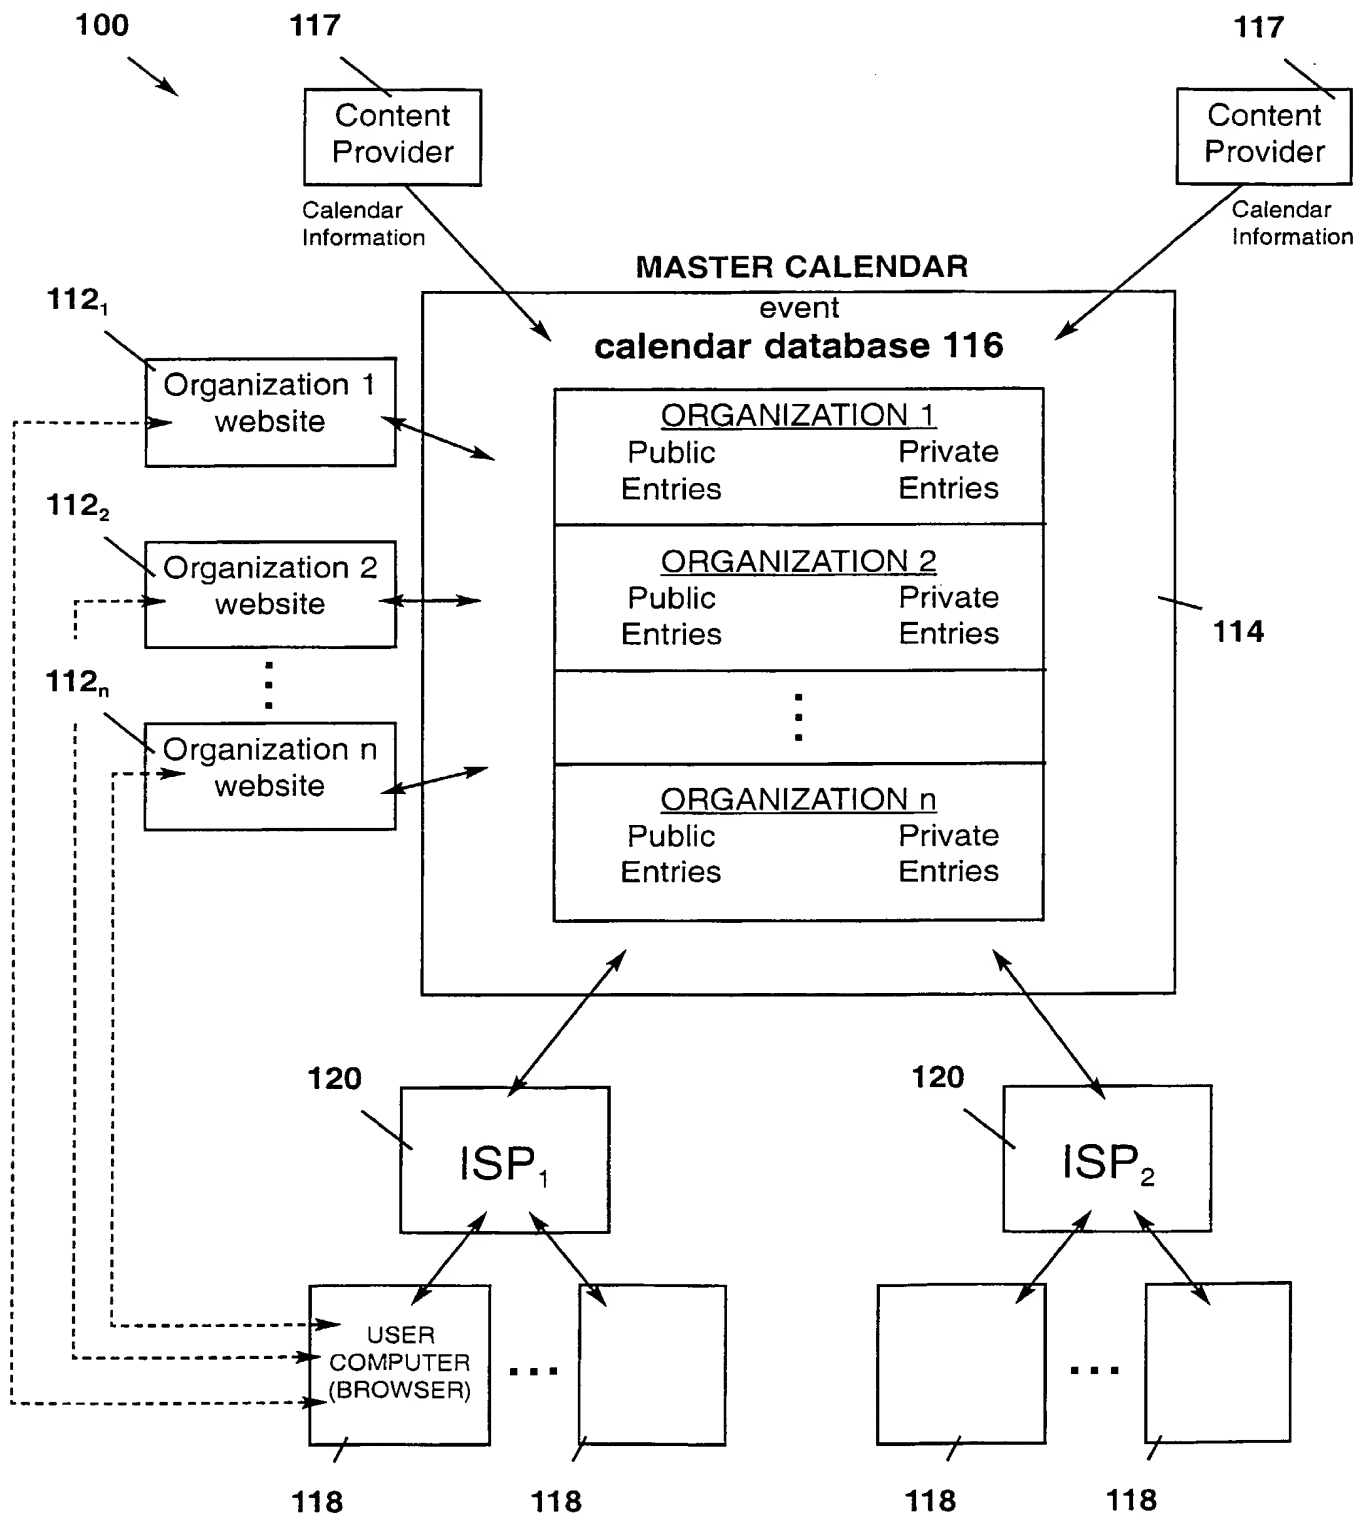 100
117
117
Content
Provider
Content
Provider
Calendar
Information
Calendar
Information
MASTER CALENDAR
event
calendar database 116
112₁
Organization 1
website
ORGANIZATION 1
Public Private
Entries Entries
112₂
Organization 2
website
ORGANIZATION 2
Public Private
Entries Entries
114
112ₙ
Organization n
website
ORGANIZATION n
Public Private
Entries Entries
120
120
ISP₁
ISP₂
USER
COMPUTER
(BROWSER)
118
118
118
118